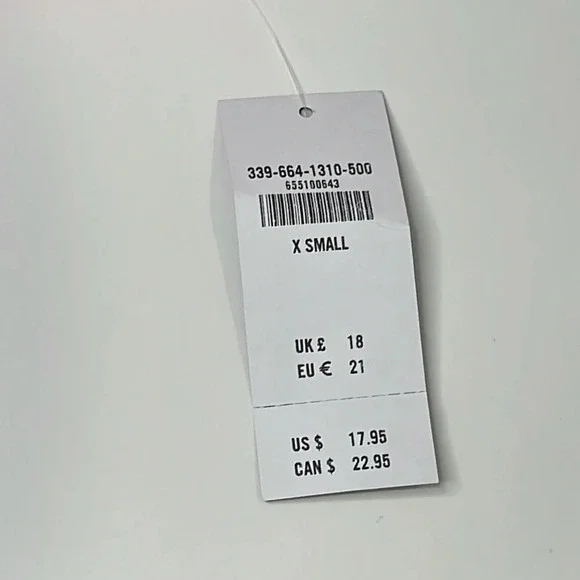 339-664-1310-500
655100643
X SMALL
UK £ 18
EU € 21
US $ 17.95
CAN $ 22.95